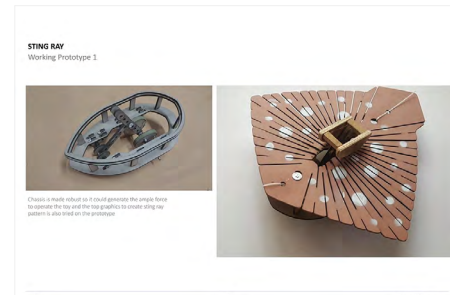 STING RAY
Working Prototype 1
Chassis is made robust so it could generate the ample force
to operate the toy and the top graphics to create sting ray
pattern is also tried on the prototype